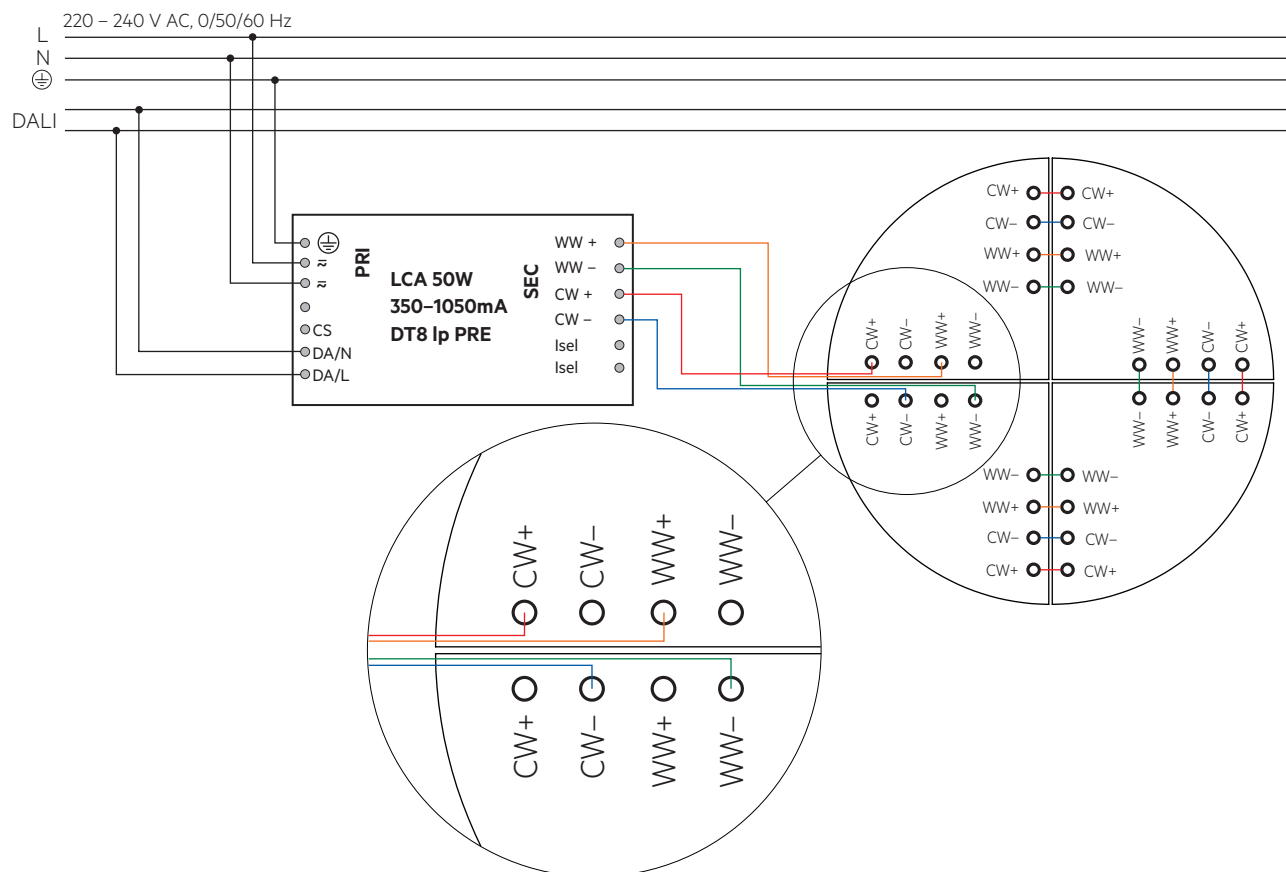 220 – 240 V AC, 0/50/60 Hz
L
N
DALI
PRI
CS
DA/N
DA/L
LCA 50W
350–1050mA
DT8 lp PRE
SEC
WW +
WW –
CW +
CW –
Isel
Isel
CW+ CW+
CW– CW–
WW+ WW+
WW– WW–
CW+ CW– WW+ WW–
CW+ CW– WW+ WW–
WW– WW+ CW– CW+
WW– WW+ CW– CW+
WW– WW–
WW+ WW+
CW– CW–
CW+ CW+
CW+ CW– WW+ WW–
CW+ CW– WW+ WW–